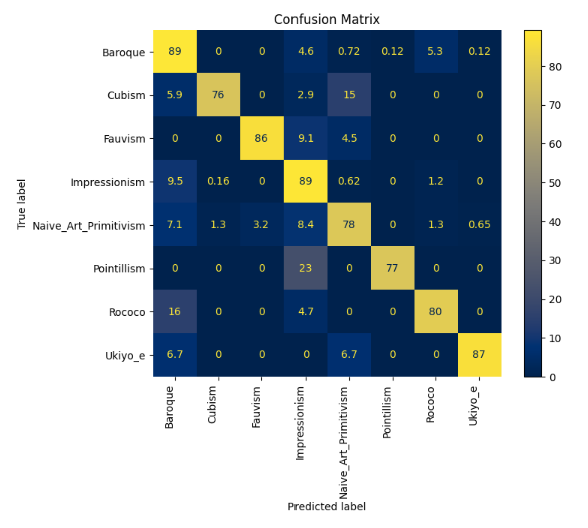 Confusion Matrix
True label
Baroque 89 0 0 4.6 0.72 0.12 5.3 0.12
Cubism 5.9 76 0 2.9 15 0 0 0
Fauvism 0 0 86 9.1 4.5 0 0 0
Impressionism 9.5 0.16 0 89 0.62 0 1.2 0
Naive_Art_Primitivism 7.1 1.3 3.2 8.4 78 0 1.3 0.65
Pointillism 0 0 0 23 0 77 0 0
Rococo 16 0 0 4.7 0 0 80 0
Ukiyo_e 6.7 0 0 0 6.7 0 0 87
Baroque
Cubism
Fauvism
Impressionism
Naive_Art_Primitivism
Pointillism
Rococo
Ukiyo_e
Predicted label
80
70
60
50
40
30
20
10
0